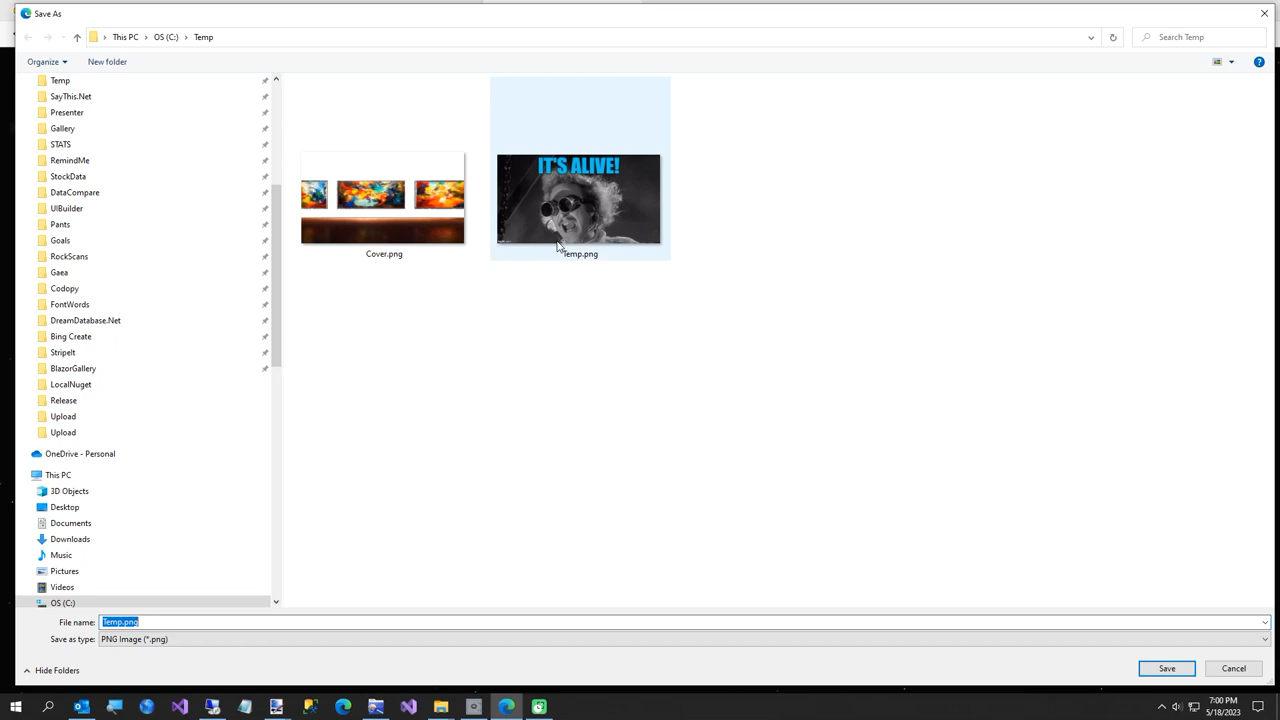 Save As
This PC
OS (C:)
Temp
Search Temp
Organize
New folder
Temp
SayThis.Net
Presenter
Gallery
STATS
RemindMe
StockData
DataCompare
UIBuilder
Pants
Goals
RockScans
Gaea
Codopy
FontWords
DreamDatabase.Net
Bing Create
StripeIt
BlazorGallery
LocalNuget
Release
Upload
Upload
OneDrive - Personal
This PC
3D Objects
Desktop
Documents
Downloads
Music
Pictures
Videos
OS (C:)
IT'S ALIVE!
Cover.png
Temp.png
File name: Temp.png
Save as type: PNG Image (*.png)
Hide Folders
Save
Cancel
7:00 PM
5/18/2023